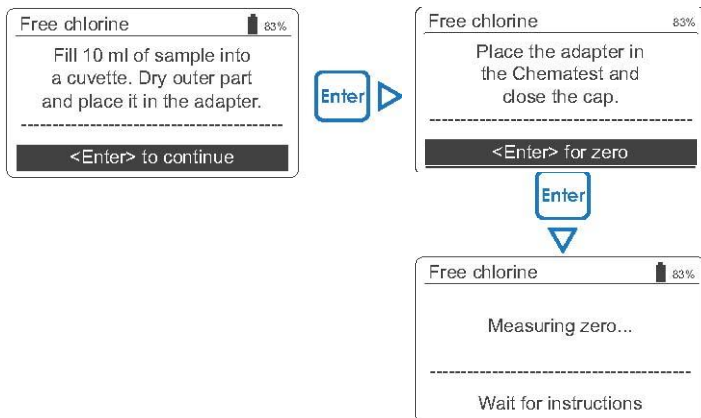 Free chlorine 83%
Fill 10 ml of sample into
a cuvette. Dry outer part
and place it in the adapter.
<Enter> to continue
Enter
Free chlorine 83%
Place the adapter in
the Chematest and
close the cap.
<Enter> for zero
Enter
Free chlorine 83%
Measuring zero...
Wait for instructions